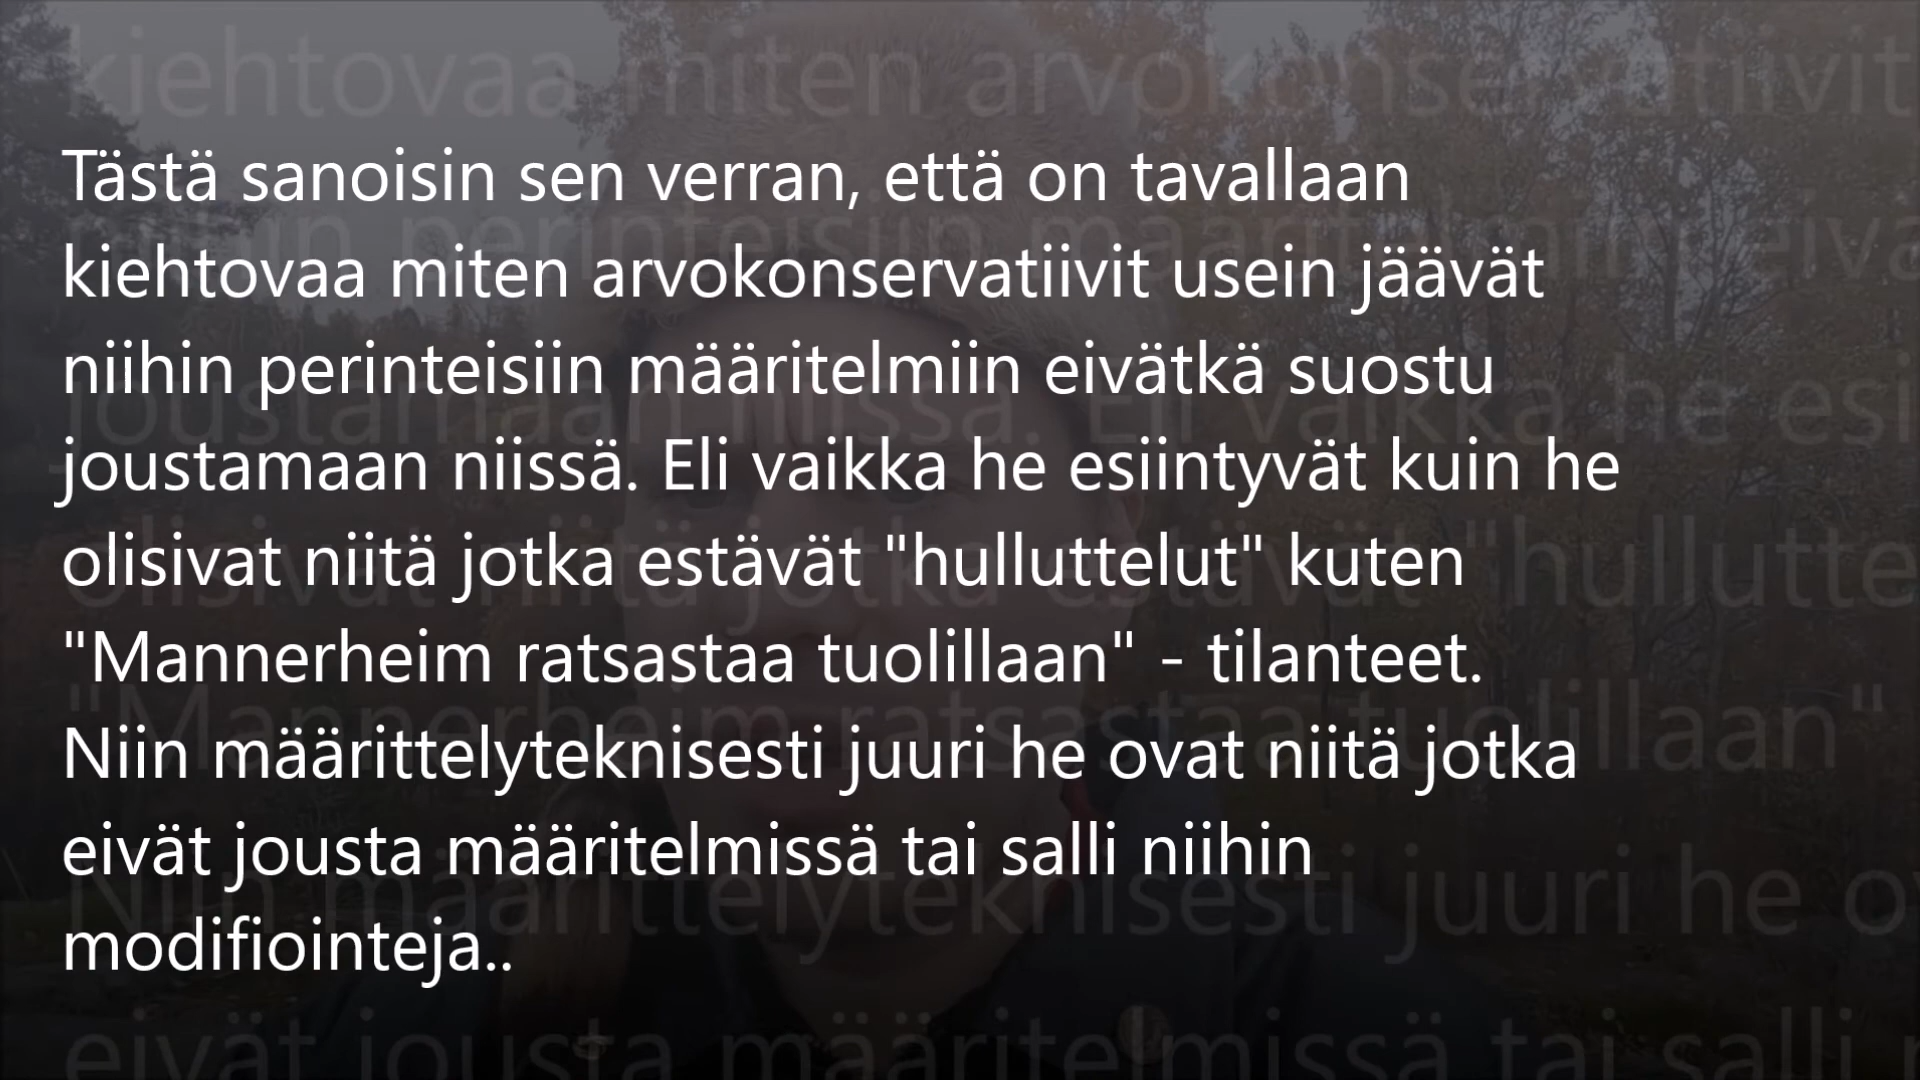 Tästä sanoisin sen verran, että on tavallaan
kiehtovaa miten arvokonservatiivit usein jäävät
niihin perinteisiin määritelmiin eivätkä suostu
joustamaan niissä. Eli vaikka he esiintyvät kuin he
olisivat niitä jotka estävät "hulluttelut" kuten
"Mannerheim ratsastaa tuolillaan" - tilanteet.
Niin määrittelyteknisesti juuri he ovat niitä jotka
eivät jousta määritelmissä tai salli niihin
modifiointeja..